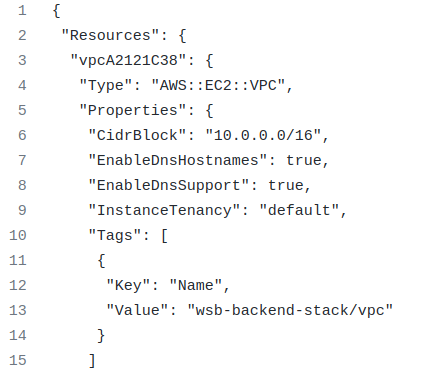 1 {
2 "Resources": {
3 "vpcA2121C38": {
4 "Type": "AWS::EC2::VPC",
5 "Properties": {
6 "CidrBlock": "10.0.0.0/16",
7 "EnableDnsHostnames": true,
8 "EnableDnsSupport": true,
9 "InstanceTenancy": "default",
10 "Tags": [
11 {
12 "Key": "Name",
13 "Value": "wsb-backend-stack/vpc"
14 }
15 ]